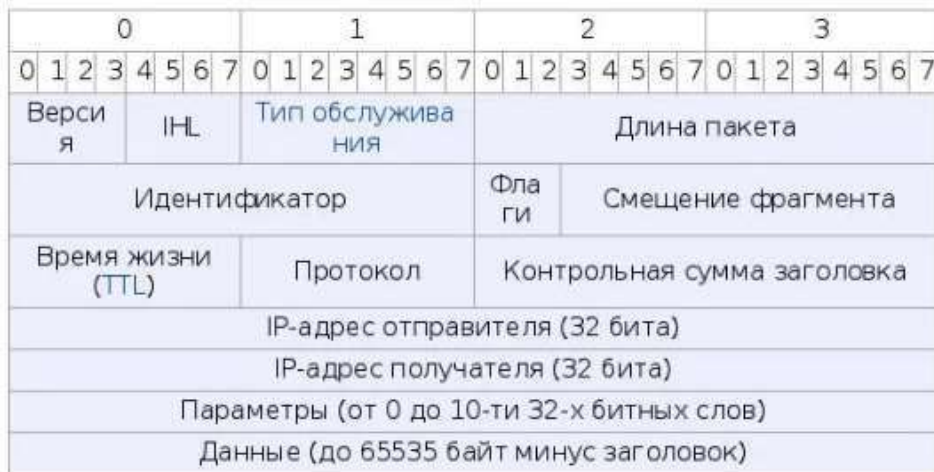 0 1 2 3
0 1 2 3 4 5 6 7 0 1 2 3 4 5 6 7 0 1 2 3 4 5 6 7 0 1 2 3 4 5 6 7
Верси
я
IHL
Тип обслужива
ния
Длина пакета
Идентификатор
Фла
ги
Смещение фрагмента
Время жизни
(TTL)
Протокол
Контрольная сумма заголовка
IP-адрес отправителя (32 бита)
IP-адрес получателя (32 бита)
Параметры (от 0 до 10-ти 32-х битных слов)
Данные (до 65535 байт минус заголовок)